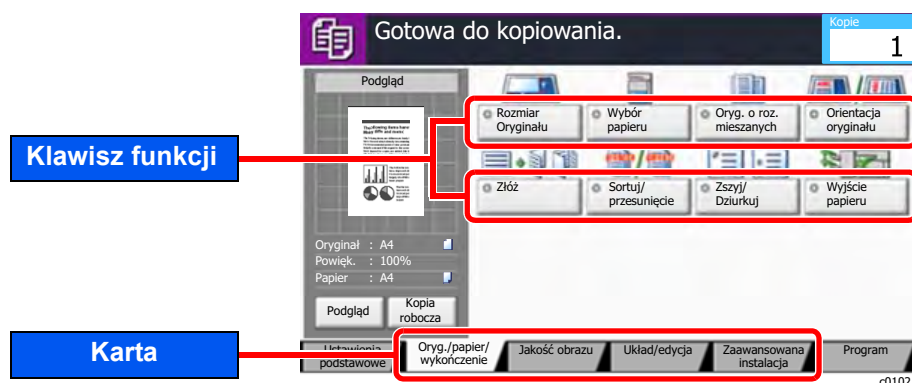 Gotowa do kopiowania.
Kopie
1
Podgląd
Klawisz funkcji
Rozmiar
Oryginału
Wybór
papieru
Oryg. o roz.
mieszanych
Orientacja
oryginału
Złóż
Sortuj/
przesunięcie
Zszyj/
Dziurkuj
Wyjście
papieru
Oryginał : A4
Powięk. : 100%
Papier : A4
Podgląd
Kopia
robocza
Karta
Ustawienia
podstawowe
Oryg./papier/
wykończenie
Jakość obrazu
Układ/edycja
Zaawansowana
instalacja
Program
c0102